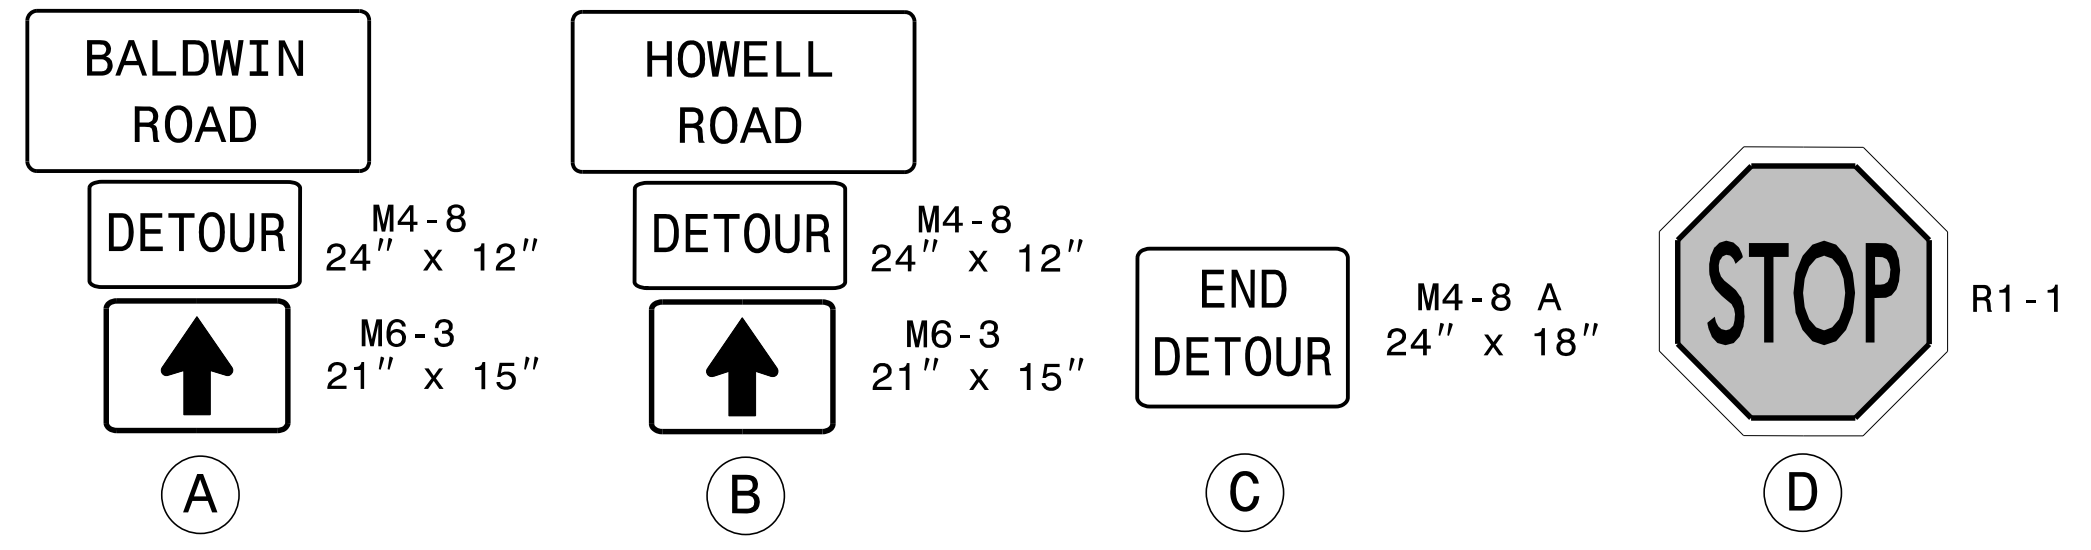 BALDWIN
ROAD
DETOUR
M4-8
24" x 12"
M6-3
21" x 15"
A
HOWELL
ROAD
DETOUR
M4-8
24" x 12"
M6-3
21" x 15"
B
END
DETOUR
M4-8 A
24" x 18"
C
STOP
R1-1
D